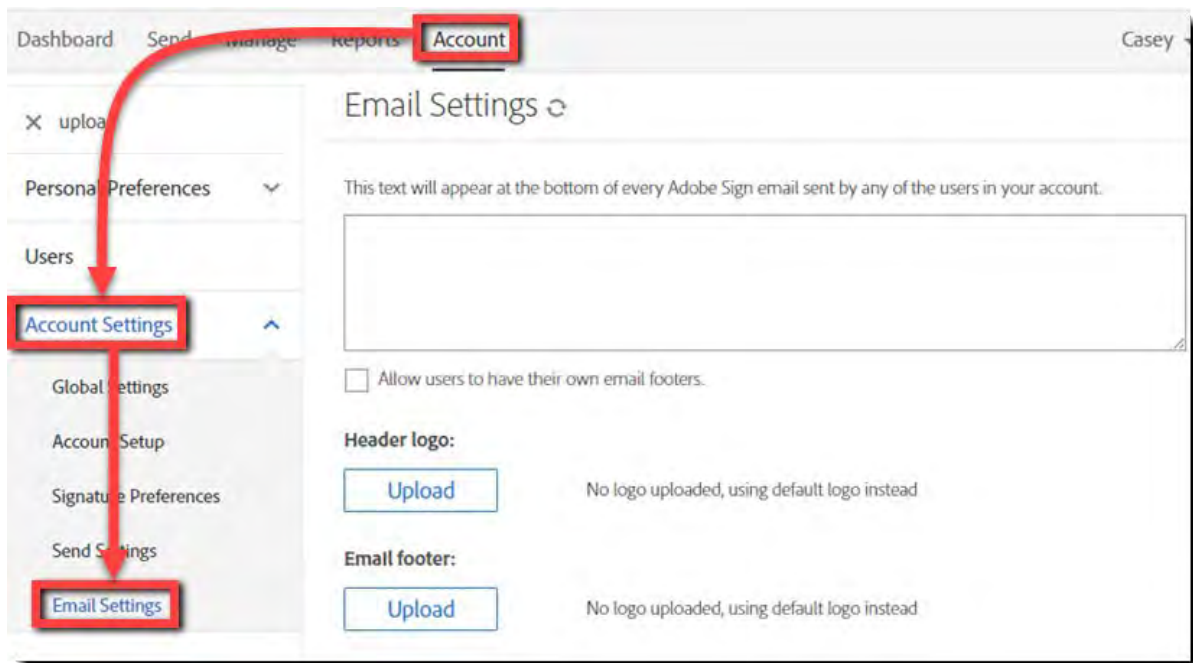 Dashboard Send Manage Reports Account Casey
Email Settings
uploa
Personal Preferences
This text will appear at the bottom of every Adobe Sign email sent by any of the users in your account.
Users
Account Settings
Allow users to have their own email footers.
Global Settings
Account Setup
Header logo:
Upload No logo uploaded, using default logo instead
Signature Preferences
Send Settings
Email footer:
Email Settings
Upload No logo uploaded, using default logo instead